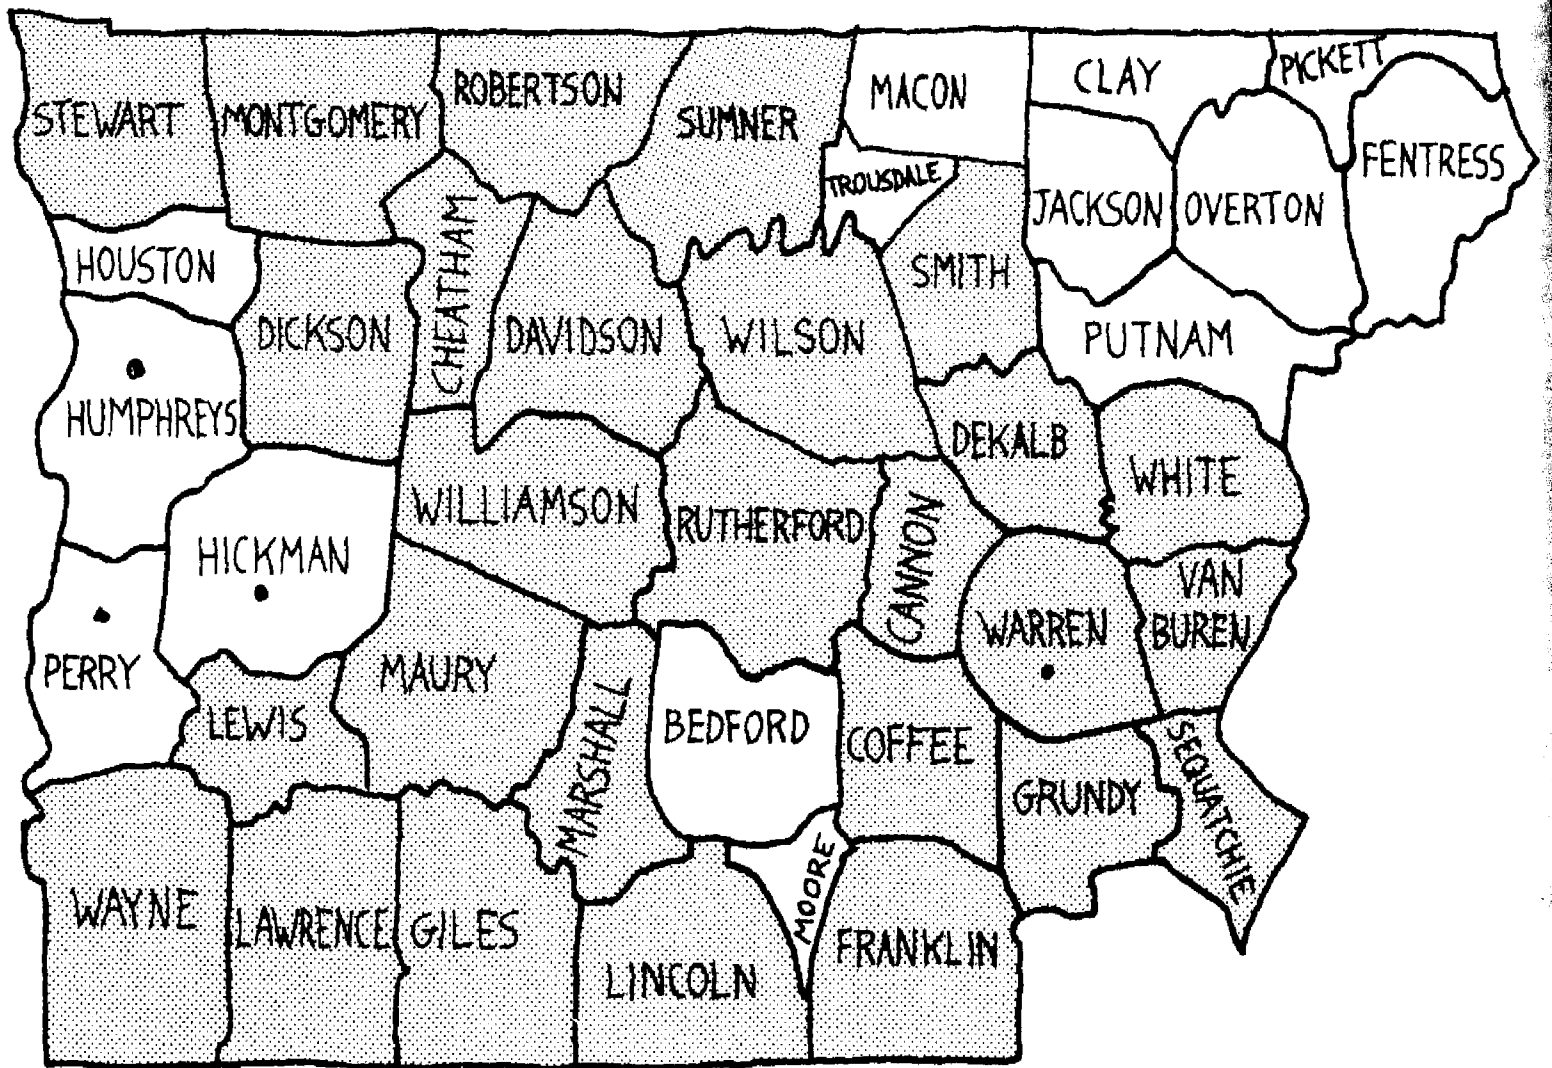 STEWART
MONTGOMERY
ROBERTSON
SUMNER
MACON
CLAY
PICKETT
TROUSDALE
JACKSON
OVERTON
FENTRESS
HOUSTON
DICKSON
CHEATHAM
DAVIDSON
WILSON
SMITH
PUTNAM
HUMPHREYS
DEKALB
WHITE
HICKMAN
WILLIAMSON
RUTHERFORD
CANNON
WARREN
VAN
BUREN
PERRY
LEWIS
MAURY
MARSHALL
BEDFORD
COFFEE
GRUNDY
SEQUATCHIE
WAYNE
LAWRENCE
GILES
LINCOLN
MOORE
FRANKLIN